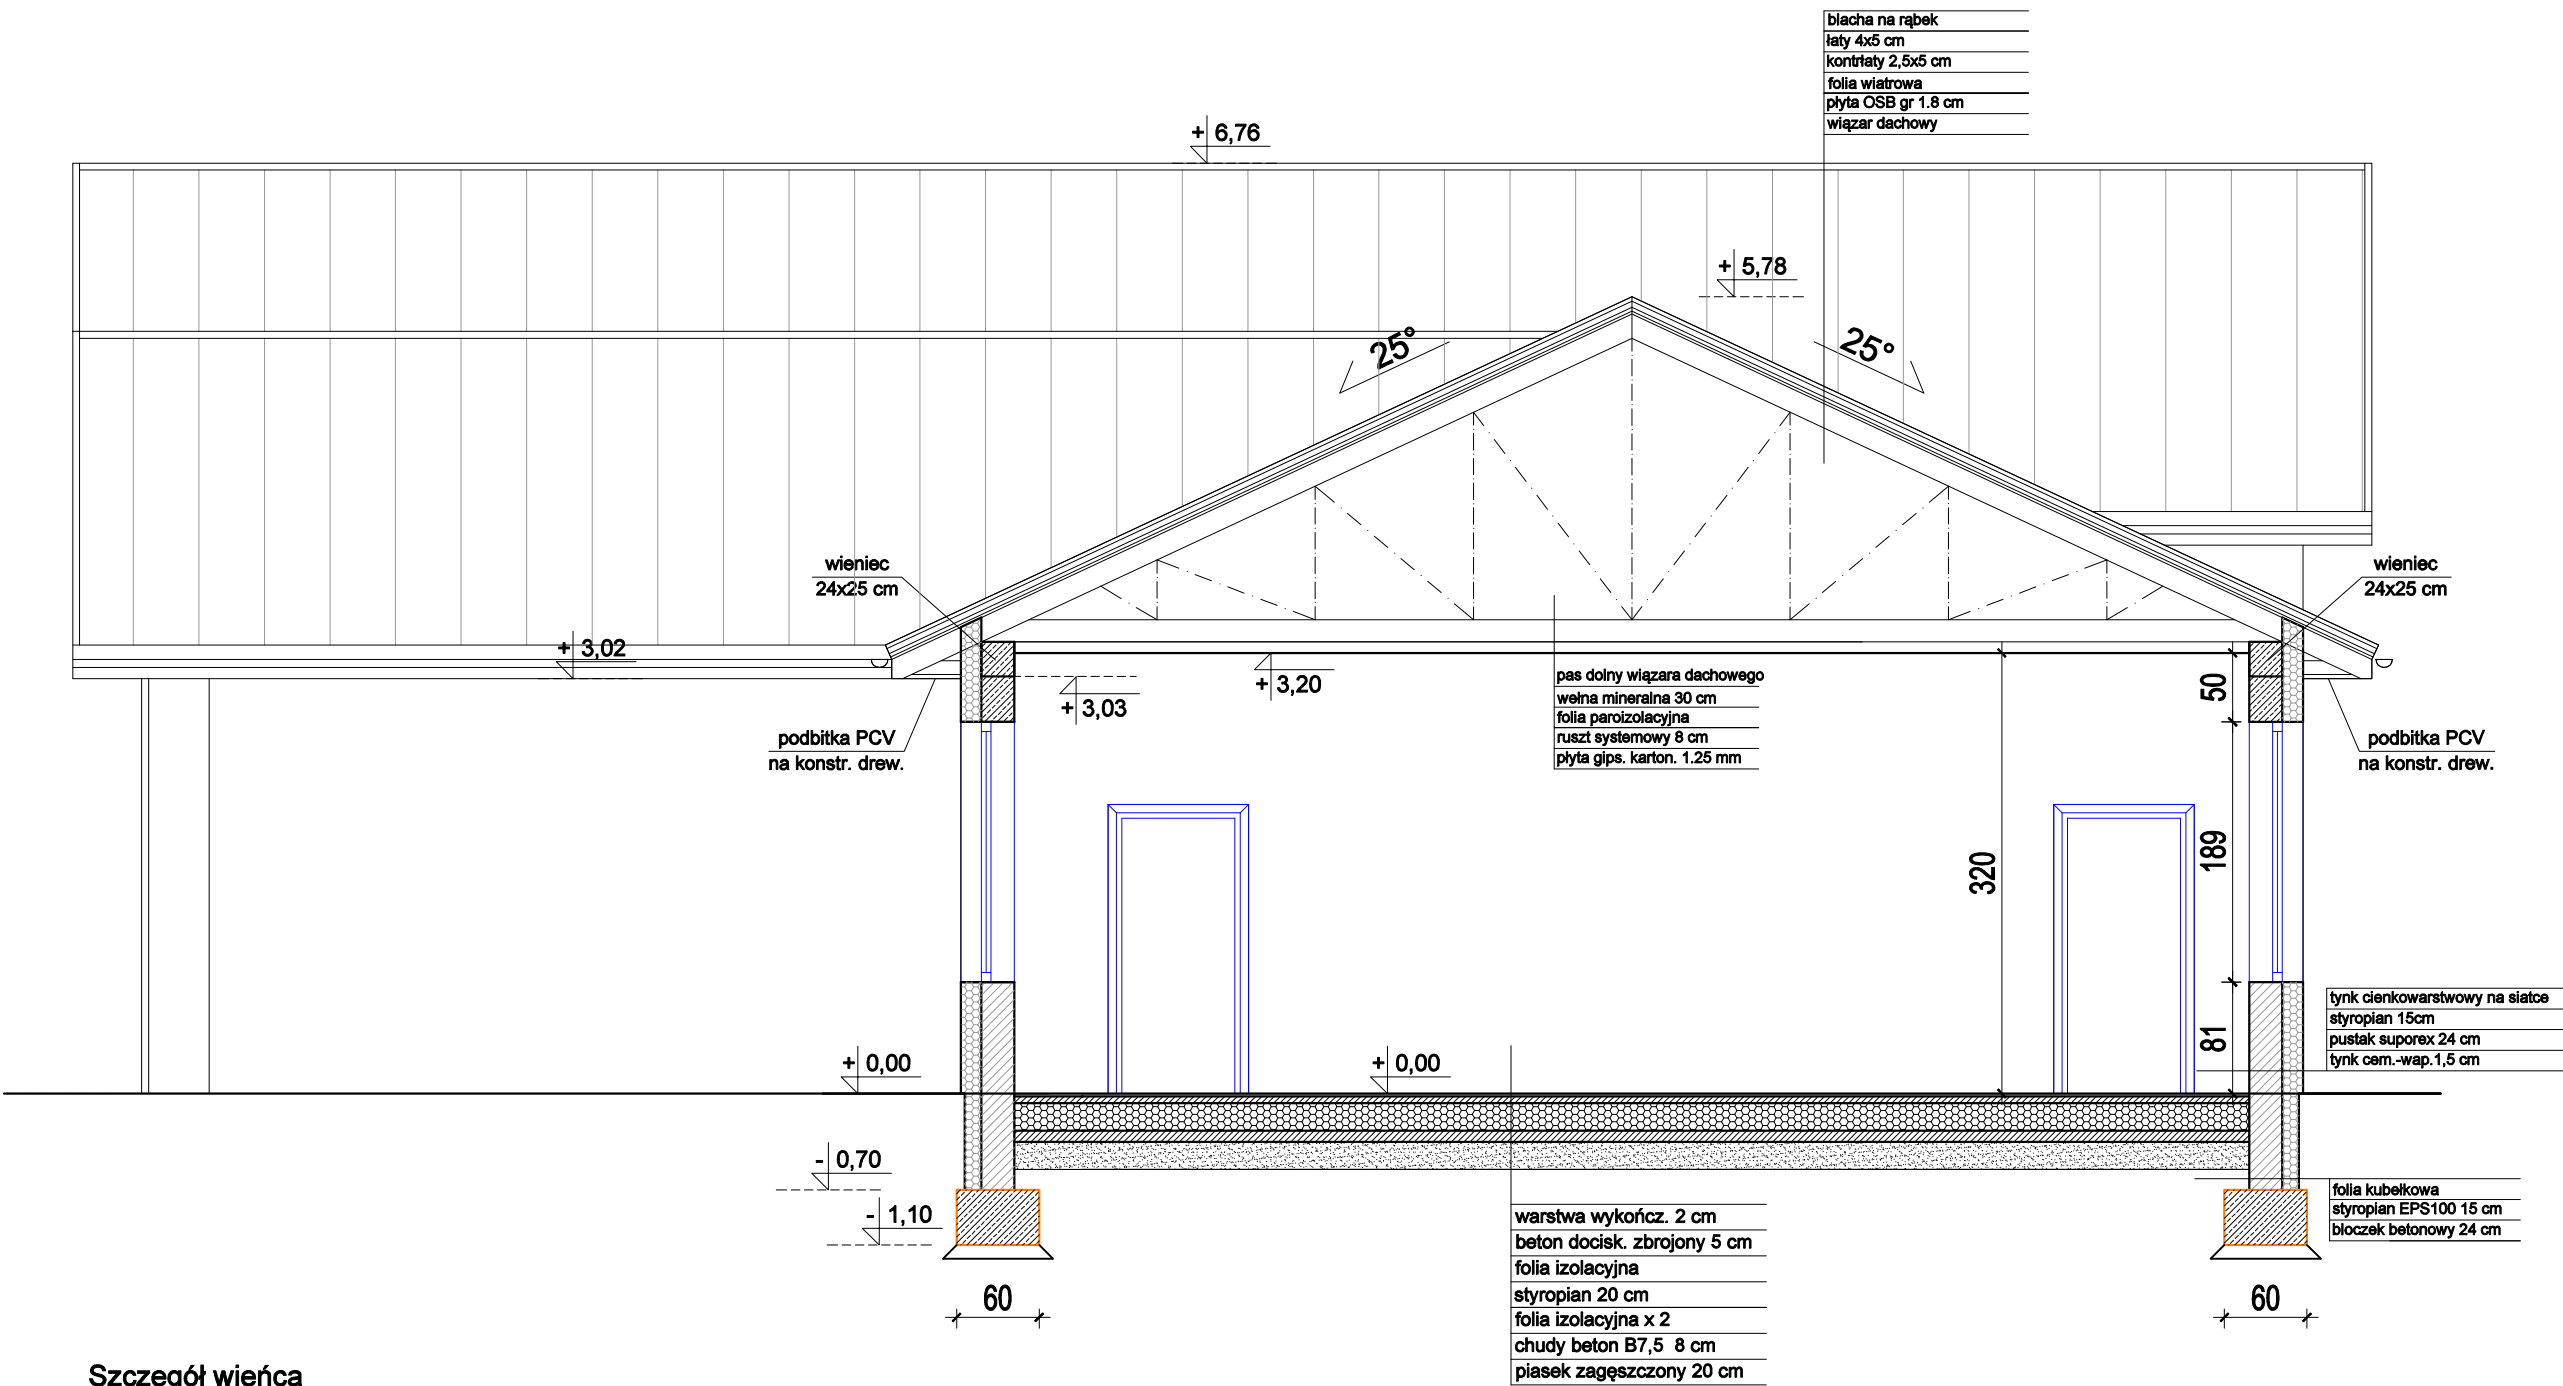 blacha na rąbek
łaty 4x5 cm
kontrłaty 2,5x5 cm
folia wiatrowa
płyta OSB gr 1.8 cm
wiązar dachowy
+ 6,76
+ 5,78
25°
25°
wieniec
24x25 cm
wieniec
24x25 cm
+ 3,02
+ 3,20
+ 3,03
pas dolny wiązara dachowego
wełna mineralna 30 cm
folia paroizolacyjna
ruszt systemowy 8 cm
płyta gips. karton. 1.25 mm
50
podbitka PCV
na konstr. drew.
podbitka PCV
na konstr. drew.
320
189
81
tynk cienkowarstwowy na siatce
styropian 15cm
pustak suporex 24 cm
tynk cem.-wap.1,5 cm
+ 0,00
+ 0,00
- 0,70
- 1,10
folia kubełkowa
styropian EPS100 15 cm
bloczek betonowy 24 cm
warstwa wykończ. 2 cm
beton docisk. zbrojony 5 cm
folia izolacyjna
styropian 20 cm
folia izolacyjna x 2
chudy beton B7,5 8 cm
piasek zagęszczony 20 cm
60
60
Szczegół wieńca